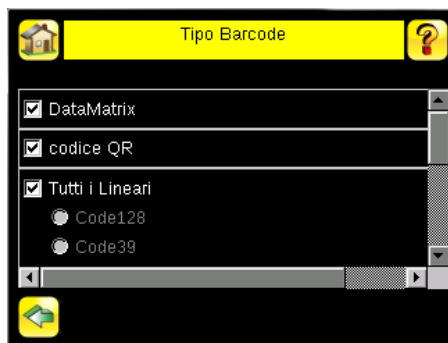 Tipo Barcode
?
DataMatrix
codice QR
Tutti i Lineari
Code128
Code39